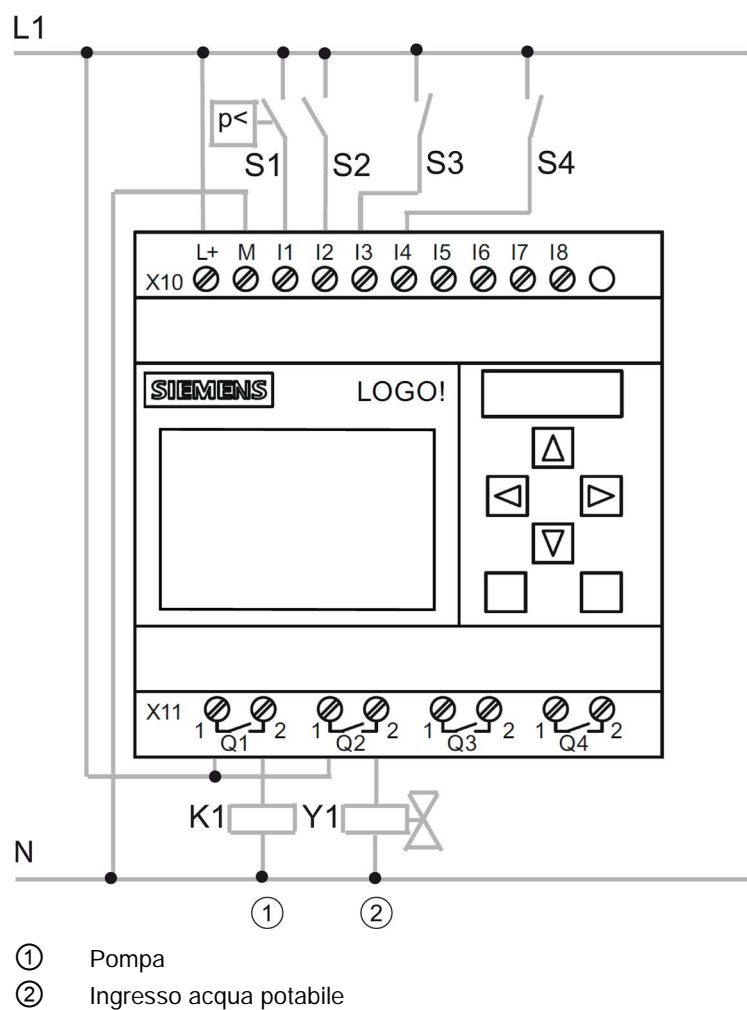 L1
p<
S1 S2 S3 S4
L+ M I1 I2 I3 I4 I5 I6 I7 I8
X10
SIEMENS LOGO!
X11 1 2 1 2 1 2 1 2
Q1 Q2 Q3 Q4
K1 Y1
N
1 2
1 Pompa
2 Ingresso acqua potabile